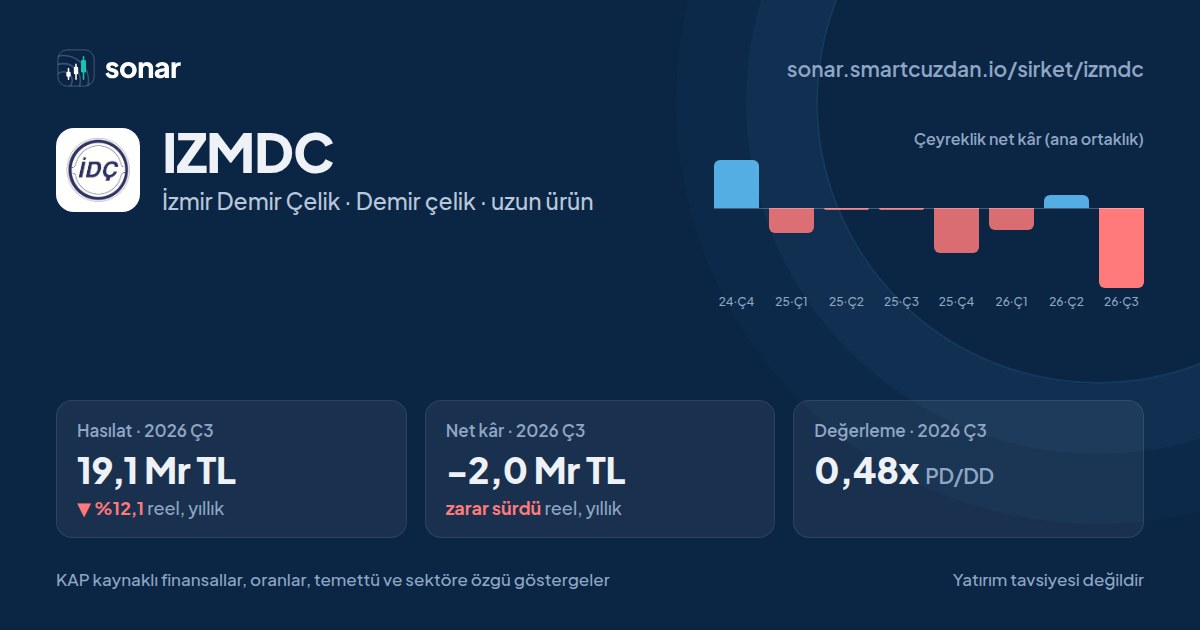 sonar
sonar.smartcuzdan.io/sirket/izmdc
İDÇ
IZMDC
İzmir Demir Çelik · Demir çelik · uzun ürün
Çeyreklik net kâr (ana ortaklık)
24·Ç4 25·Ç1 25·Ç2 25·Ç3 25·Ç4 26·Ç1 26·Ç2 26·Ç3
Hasılat · 2026 Ç3
19,1 Mr TL
▼ %12,1 reel, yıllık
Net kâr · 2026 Ç3
−2,0 Mr TL
zarar sürdü reel, yıllık
Değerleme · 2026 Ç3
0,48x PD/DD
KAP kaynaklı finansallar, oranlar, temettü ve sektöre özgü göstergeler
Yatırım tavsiyesi değildir